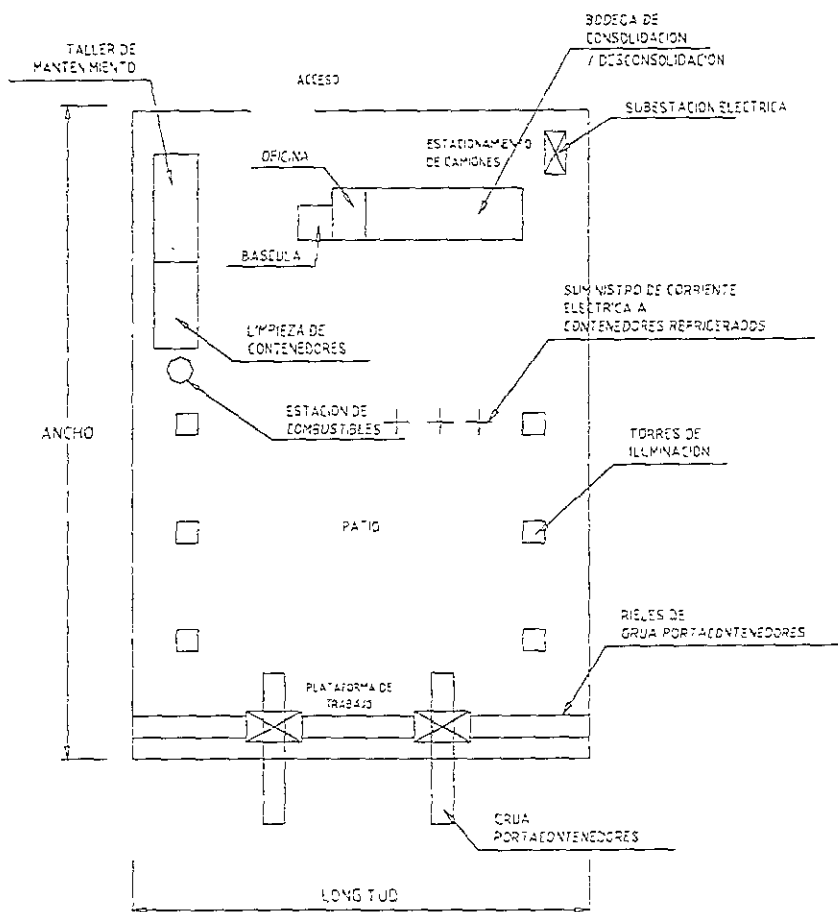 BODEGA DE
CONSOLIDACION
/ DESCONSOLIDACION
TALLER DE
MANTENIMIENTO
ACCESO
SUBESTACION ELECTRICA
ESTACIONAMIENTO
DE CAMIONES
OFICINA
BASCULA
SUMINISTRO DE CORRIENTE
ELECTRICA A
CONTENEDORES REFRIGERADOS
LIMPIEZA DE
CONTENEDORES
ESTACION DE
COMBUSTIBLES
ANCHO
TORRES DE
ILUMINACION
PATIO
RIELES DE
GRUA PORTACONTENEDORES
PLATAFORMA DE
TRABAJO
GRUA
PORTACONTENEDORES
LONGITUD